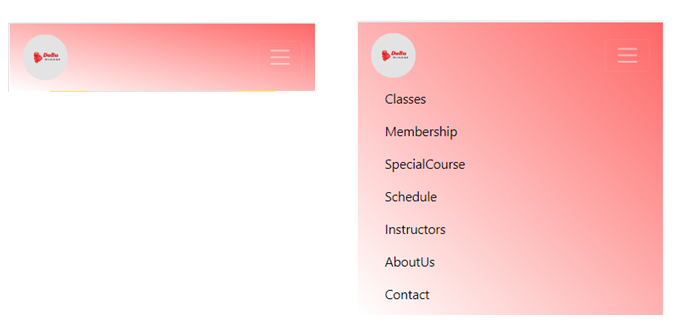 Classes
Membership
SpecialCourse
Schedule
Instructors
AboutUs
Contact